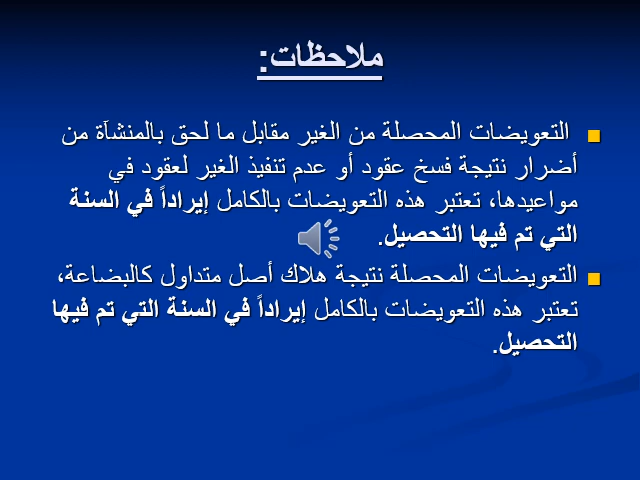 ملاحظات:
التعويضات المحصلة من الغير مقابل ما لحق بالمنشآة من
أضرار نتيجة فسخ عقود أو عدم تنفيذ الغير لعقود في
مواعيدها، تعتبر هذه التعويضات بالكامل إيراداً في السنة
التي تم فيها التحصيل.
التعويضات المحصلة نتيجة هلاك أصل متداول كالبضاعة،
تعتبر هذه التعويضات بالكامل إيراداً في السنة التي تم فيها
التحصيل.